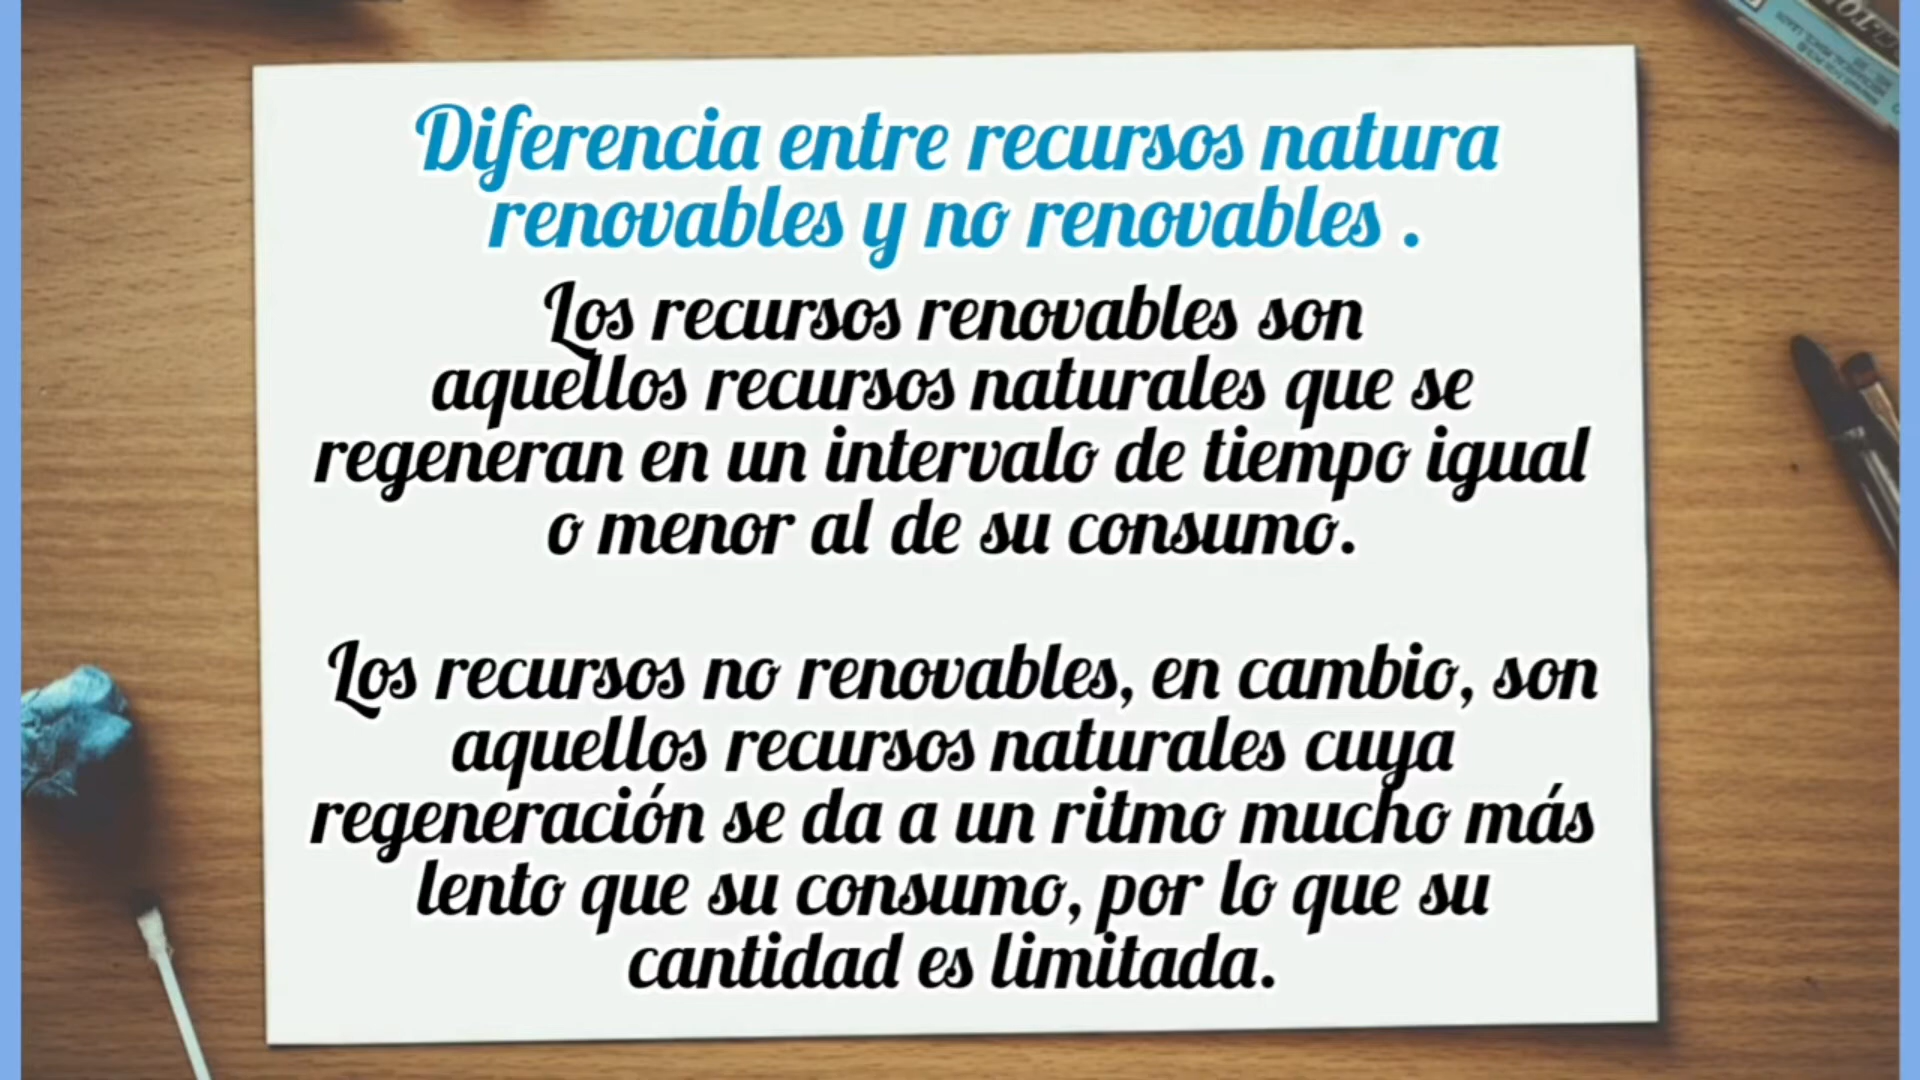 Diferencia entre recursos natura
renovables y no renovables .
Los recursos renovables son
aquellos recursos naturales que se
regeneran en un intervalo de tiempo igual
o menor al de su consumo.
Los recursos no renovables, en cambio, son
aquellos recursos naturales cuya
regeneración se da a un ritmo mucho más
lento que su consumo, por lo que su
cantidad es limitada.